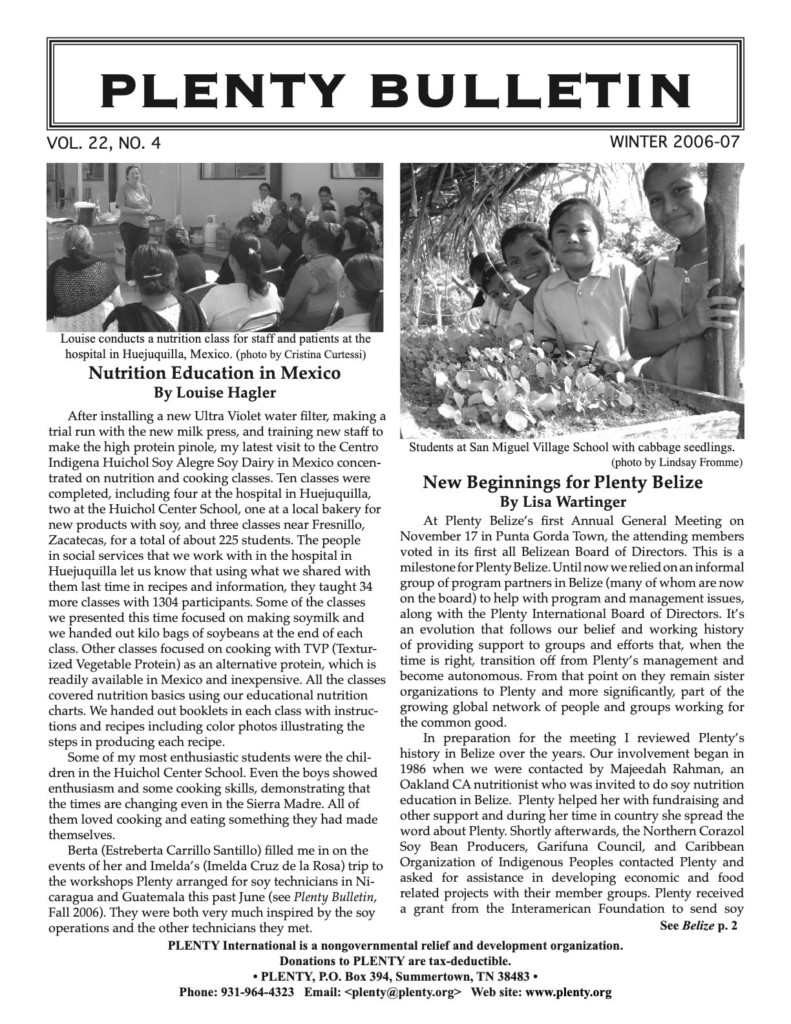 PLENTY BULLETIN
VOL. 22, NO. 4
WINTER 2006-07
Louise conducts a nutrition class for staff and patients at the
hospital in Huejuquilla, Mexico. (photo by Cristina Curtessi)
Nutrition Education in Mexico
By Louise Hagler
After installing a new Ultra Violet water filter, making a
trial run with the new milk press, and training new staff to
make the high protein pinole, my latest visit to the Centro
Indigena Huichol Soy Alegre Soy Dairy in Mexico concen-
trated on nutrition and cooking classes. Ten classes were
completed, including four at the hospital in Huejuquilla,
two at the Huichol Center School, one at a local bakery for
new products with soy, and three classes near Fresnillo,
Zacatecas, for a total of about 225 students. The people
in social services that we work with in the hospital in
Huejuquilla let us know that using what we shared with
them last time in recipes and information, they taught 34
more classes with 1304 participants. Some of the classes
we presented this time focused on making soymilk and
we handed out kilo bags of soybeans at the end of each
class. Other classes focused on cooking with TVP (Textur-
ized Vegetable Protein) as an alternative protein, which is
readily available in Mexico and inexpensive. All the classes
covered nutrition basics using our educational nutrition
charts. We handed out booklets in each class with instruc-
tions and recipes including color photos illustrating the
steps in producing each recipe.
Some of my most enthusiastic students were the chil-
dren in the Huichol Center School. Even the boys showed
enthusiasm and some cooking skills, demonstrating that
the times are changing even in the Sierra Madre. All of
them loved cooking and eating something they had made
themselves.
Berta (Estreberta Carrillo Santillo) filled me in on the
events of her and Imelda's (Imelda Cruz de la Rosa) trip to
the workshops Plenty arranged for soy technicians in Ni-
caragua and Guatemala this past June (see Plenty Bulletin,
Fall 2006). They were both very much inspired by the soy
operations and the other technicians they met.
Students at San Miguel Village School with cabbage seedlings.
(photo by Lindsay Fromme)
New Beginnings for Plenty Belize
By Lisa Wartinger
At Plenty Belize's first Annual General Meeting on
November 17 in Punta Gorda Town, the attending members
voted in its first all Belizean Board of Directors. This is a
milestone for Plenty Belize. Until now we relied on an informal
group of program partners in Belize (many of whom are now
on the board) to help with program and management issues,
along with the Plenty International Board of Directors. It's
an evolution that follows our belief and working history
of providing support to groups and efforts that, when the
time is right, transition off from Plenty's management and
become autonomous. From that point on they remain sister
organizations to Plenty and more significantly, part of the
growing global network of people and groups working for
the common good.
In preparation for the meeting I reviewed Plenty's
history in Belize over the years. Our involvement began in
1986 when we were contacted by Majeedah Rahman, an
Oakland CA nutritionist who was invited to do soy nutrition
education in Belize. Plenty helped her with fundraising and
other support and during her time in country she spread the
word about Plenty. Shortly afterwards, the Northern Corazol
Soy Bean Producers, Garifuna Council, and Caribbean
Organization of Indigenous Peoples contacted Plenty and
asked for assistance in developing economic and food
related projects with their member groups. Plenty received
a grant from the Interamerican Foundation to send soy
See Belize p. 2
PLENTY International is a nongovernmental relief and development organization.
Donations to PLENTY are tax-deductible.
• PLENTY, P.O. Box 394, Summertown, TN 38483 •
Phone: 931-964-4323 Email: <plenty@plenty.org> Web site: www.plenty.org